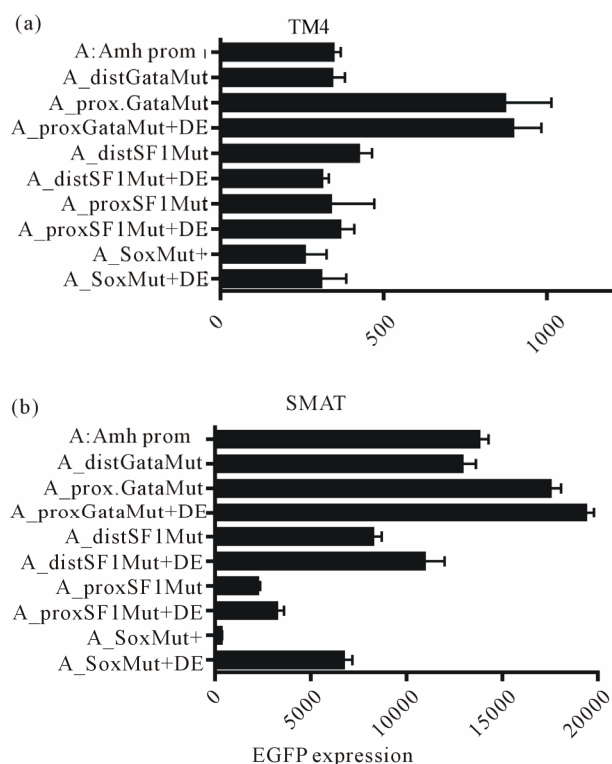 (a)
TM4
A:Amh prom
A_distGataMut
A_prox.GataMut
A_proxGataMut+DE
A_distSF1Mut
A_distSF1Mut+DE
A_proxSF1Mut
A_proxSF1Mut+DE
A_SoxMut+
A_SoxMut+DE
0
500
1000
(b)
SMAT
A:Amh prom
A_distGataMut
A_prox.GataMut
A_proxGataMut+DE
A_distSF1Mut
A_distSF1Mut+DE
A_proxSF1Mut
A_proxSF1Mut+DE
A_SoxMut+
A_SoxMut+DE
0
5000
10000
15000
20000
EGFP expression